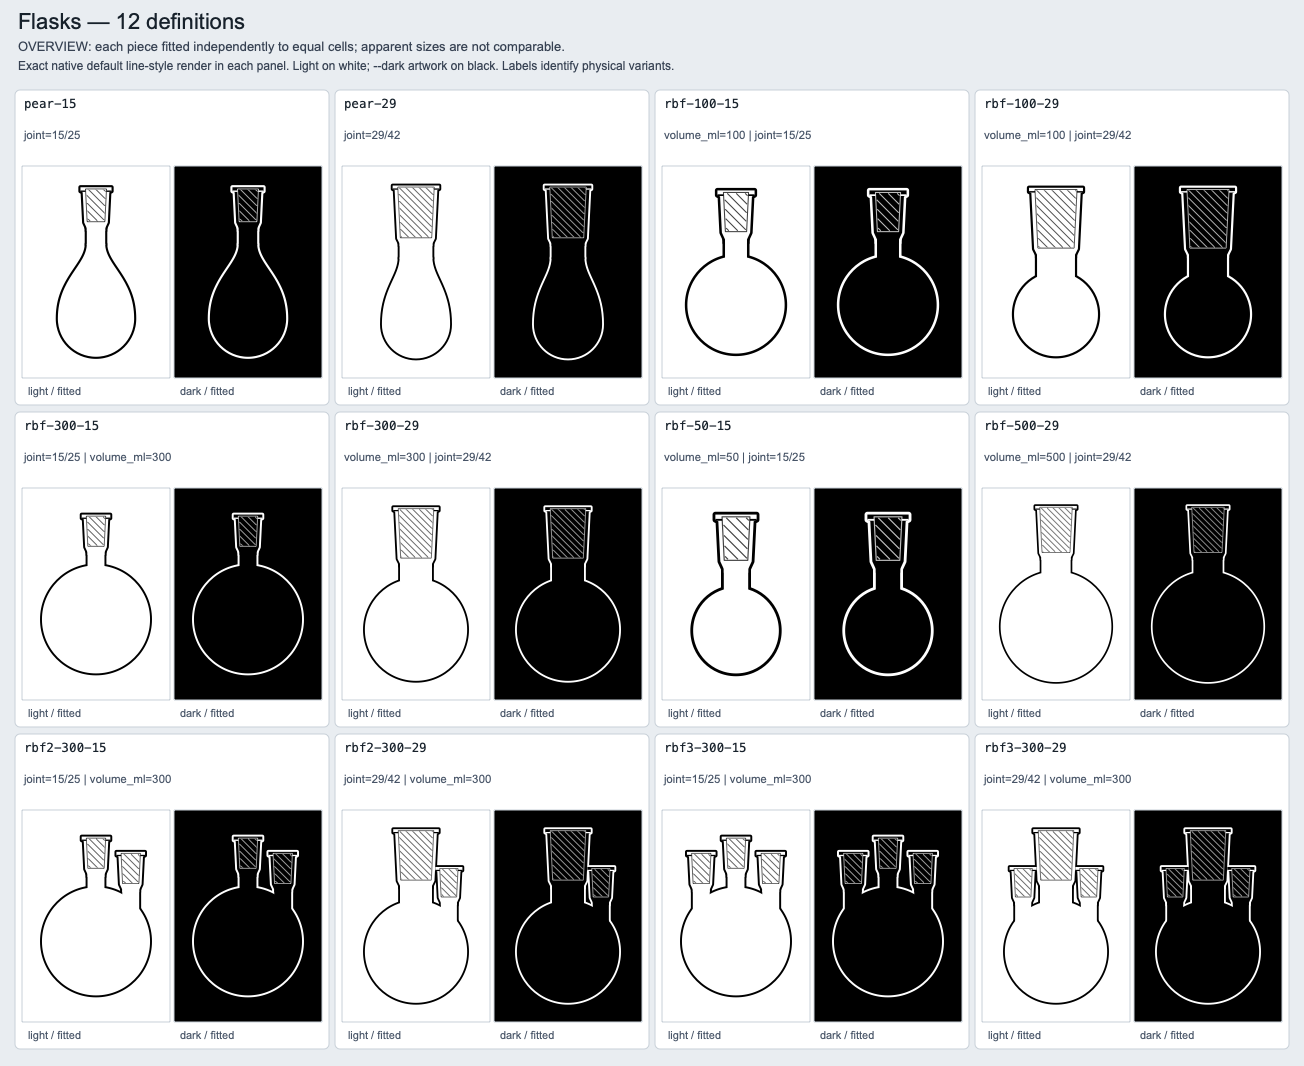 Flasks — 12 definitions
OVERVIEW: each piece fitted independently to equal cells; apparent sizes are not comparable.
Exact native default line-style render in each panel. Light on white; --dark artwork on black. Labels identify physical variants.
pear-15
joint=15/25
light / fitted
dark / fitted
pear-29
joint=29/42
light / fitted
dark / fitted
rbf-100-15
volume_ml=100 | joint=15/25
light / fitted
dark / fitted
rbf-100-29
volume_ml=100 | joint=29/42
light / fitted
dark / fitted
rbf-300-15
joint=15/25 | volume_ml=300
light / fitted
dark / fitted
rbf-300-29
volume_ml=300 | joint=29/42
light / fitted
dark / fitted
rbf-50-15
volume_ml=50 | joint=15/25
light / fitted
dark / fitted
rbf-500-29
volume_ml=500 | joint=29/42
light / fitted
dark / fitted
rbf2-300-15
joint=15/25 | volume_ml=300
light / fitted
dark / fitted
rbf2-300-29
joint=29/42 | volume_ml=300
light / fitted
dark / fitted
rbf3-300-15
joint=15/25 | volume_ml=300
light / fitted
dark / fitted
rbf3-300-29
joint=29/42 | volume_ml=300
light / fitted
dark / fitted